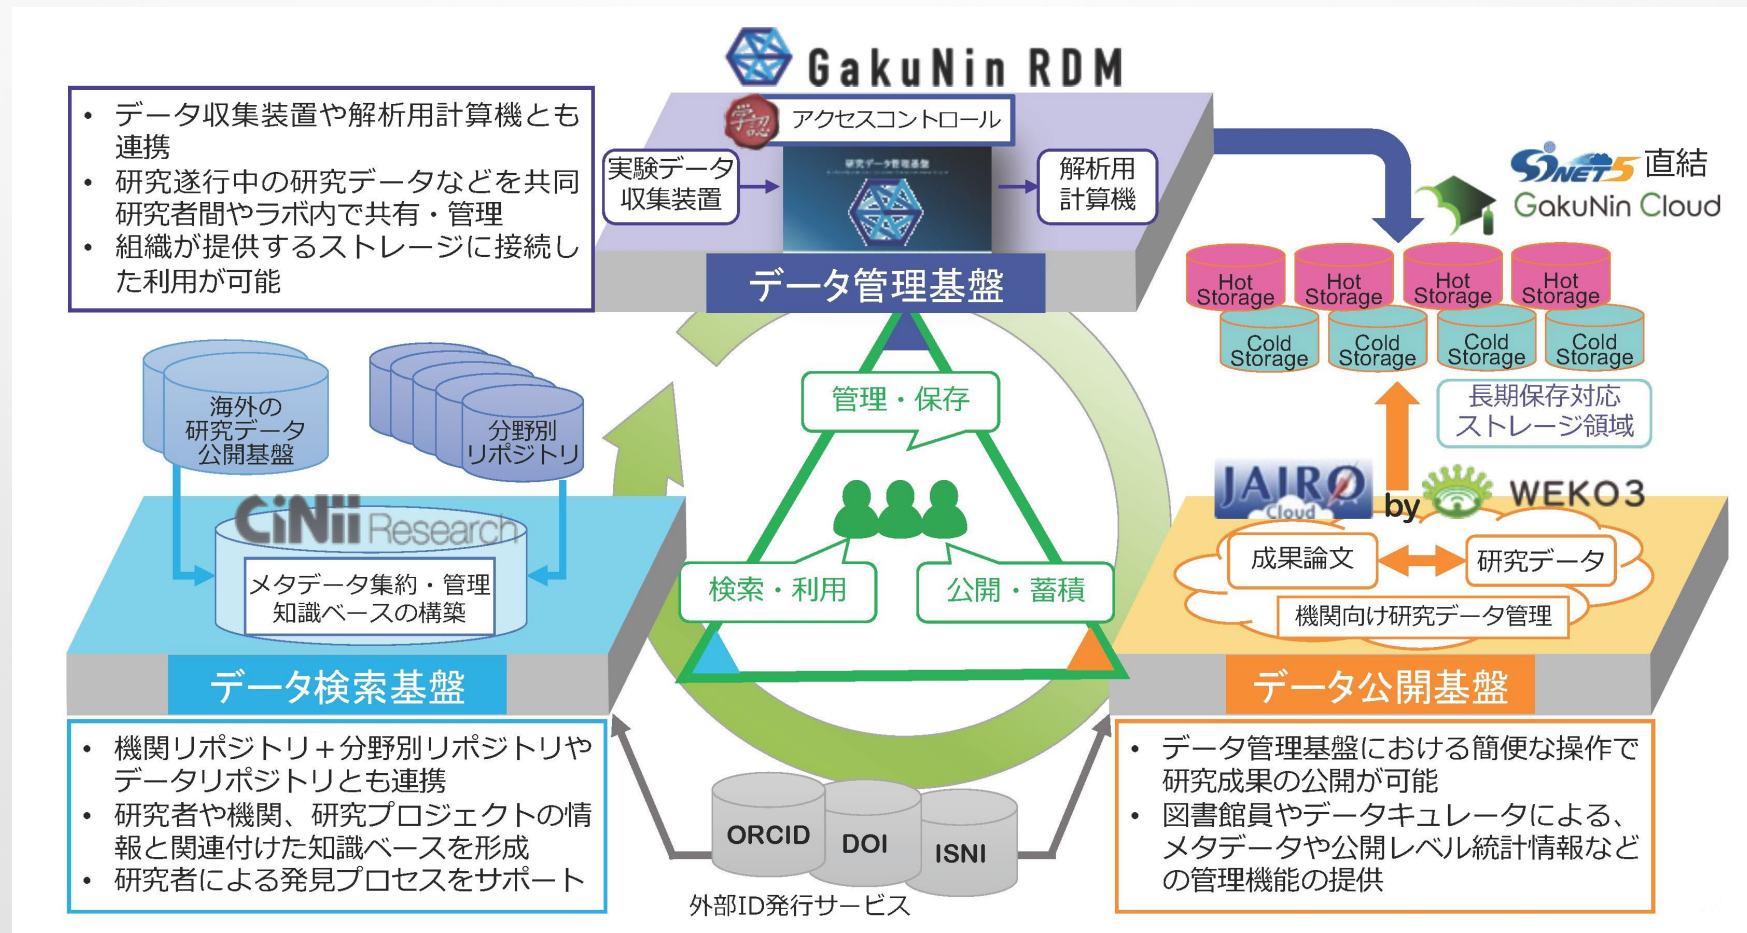 GakuNin RDM
学認
アクセスコントロール
• データ収集装置や解析用計算機とも
連携
• 研究遂行中の研究データなどを共同
研究者間やラボ内で共有・管理
• 組織が提供するストレージに接続し
た利用が可能
実験データ
収集装置
研究データ管理基盤
解析用
計算機
データ管理基盤
SINET5 直結
GakuNin Cloud
Hot
Storage
Hot
Storage
Hot
Storage
Hot
Storage
Cold
Storage
Cold
Storage
Cold
Storage
Cold
Storage
長期保存対応
ストレージ領域
海外の
研究データ
公開基盤
分野別
リポジトリ
管理・保存
検索・利用
公開・蓄積
CiNii Research
メタデータ集約・管理
知識ベースの構築
データ検索基盤
JAIRO
Cloud
by
WEKO3
成果論文
研究データ
機関向け研究データ管理
データ公開基盤
• 機関リポジトリ+分野別リポジトリや
データリポジトリとも連携
• 研究者や機関、研究プロジェクトの情
報と関連付けた知識ベースを形成
• 研究者による発見プロセスをサポート
ORCID
DOI
ISNI
外部ID発行サービス
• データ管理基盤における簡便な操作で
研究成果の公開が可能
• 図書館員やデータキュレータによる、
メタデータや公開レベル統計情報など
の管理機能の提供